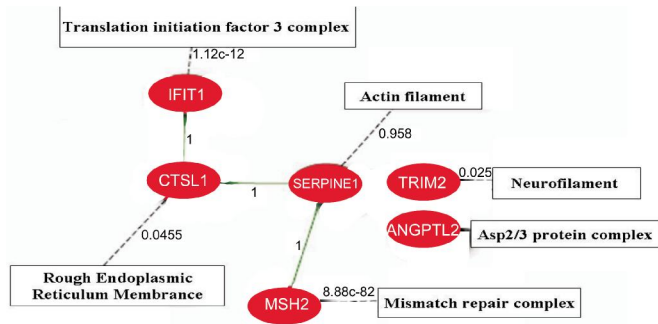 Translation initiation factor 3 complex
1.12c-12
IFIT1
Actin filament
1
0.958
CTSL1
1
SERPINE1
TRIM2
0.025
Neurofilament
0.0455
ANGPTL2
Asp2/3 protein complex
1
Rough Endoplasmic
Reticulum Membrance
MSH2
8.88c-82
Mismatch repair complex